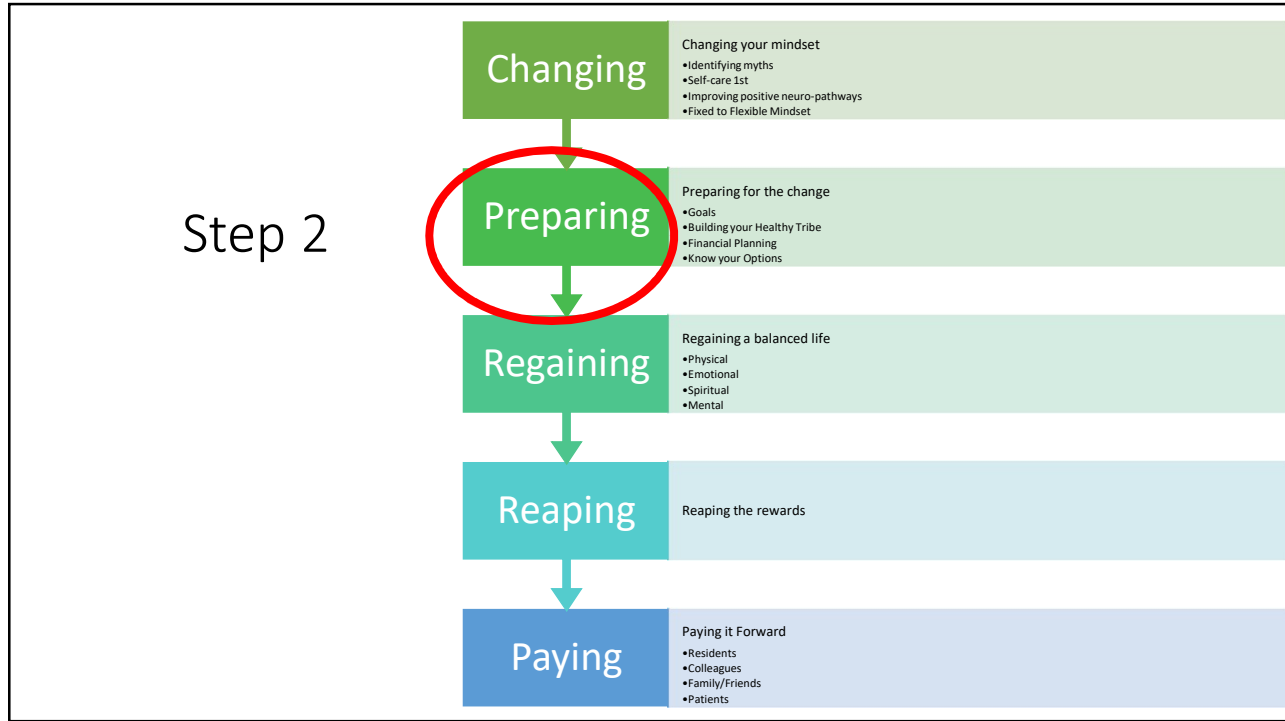 Step 2
Changing
Changing your mindset
•Identifying myths
•Self-care 1st
•Improving positive neuro-pathways
•Fixed to Flexible Mindset
Preparing
Preparing for the change
•Goals
•Building your Healthy Tribe
•Financial Planning
•Know your Options
Regaining
Regaining a balanced life
•Physical
•Emotional
•Spiritual
•Mental
Reaping
Reaping the rewards
Paying
Paying it Forward
•Residents
•Colleagues
•Family/Friends
•Patients